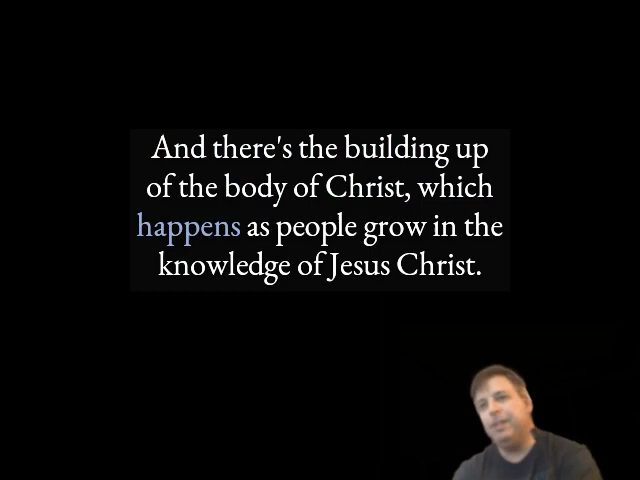 And there's the building up
of the body of Christ, which
happens as people grow in the
knowledge of Jesus Christ.